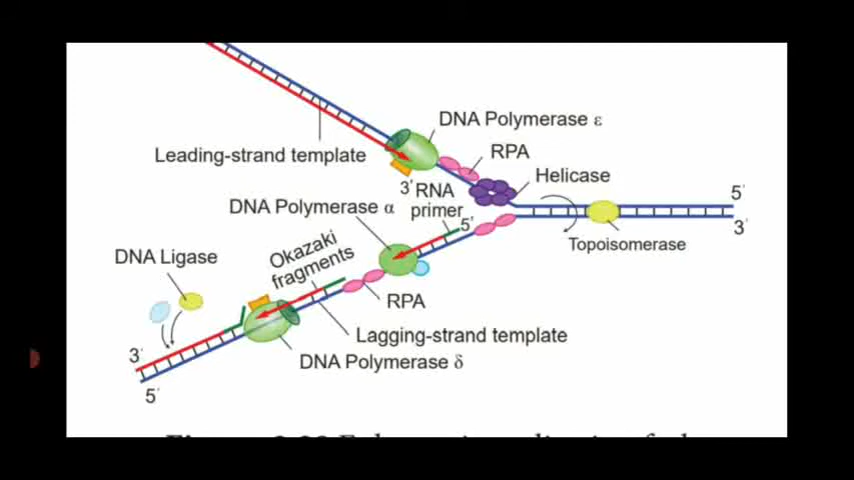 DNA Polymerase ε
Leading-strand template
RPA
Helicase
3'
RNA
primer
5'
3'
DNA Polymerase α
5'
Topoisomerase
DNA Ligase
Okazaki
fragments
RPA
Lagging-strand template
3'
DNA Polymerase δ
5'